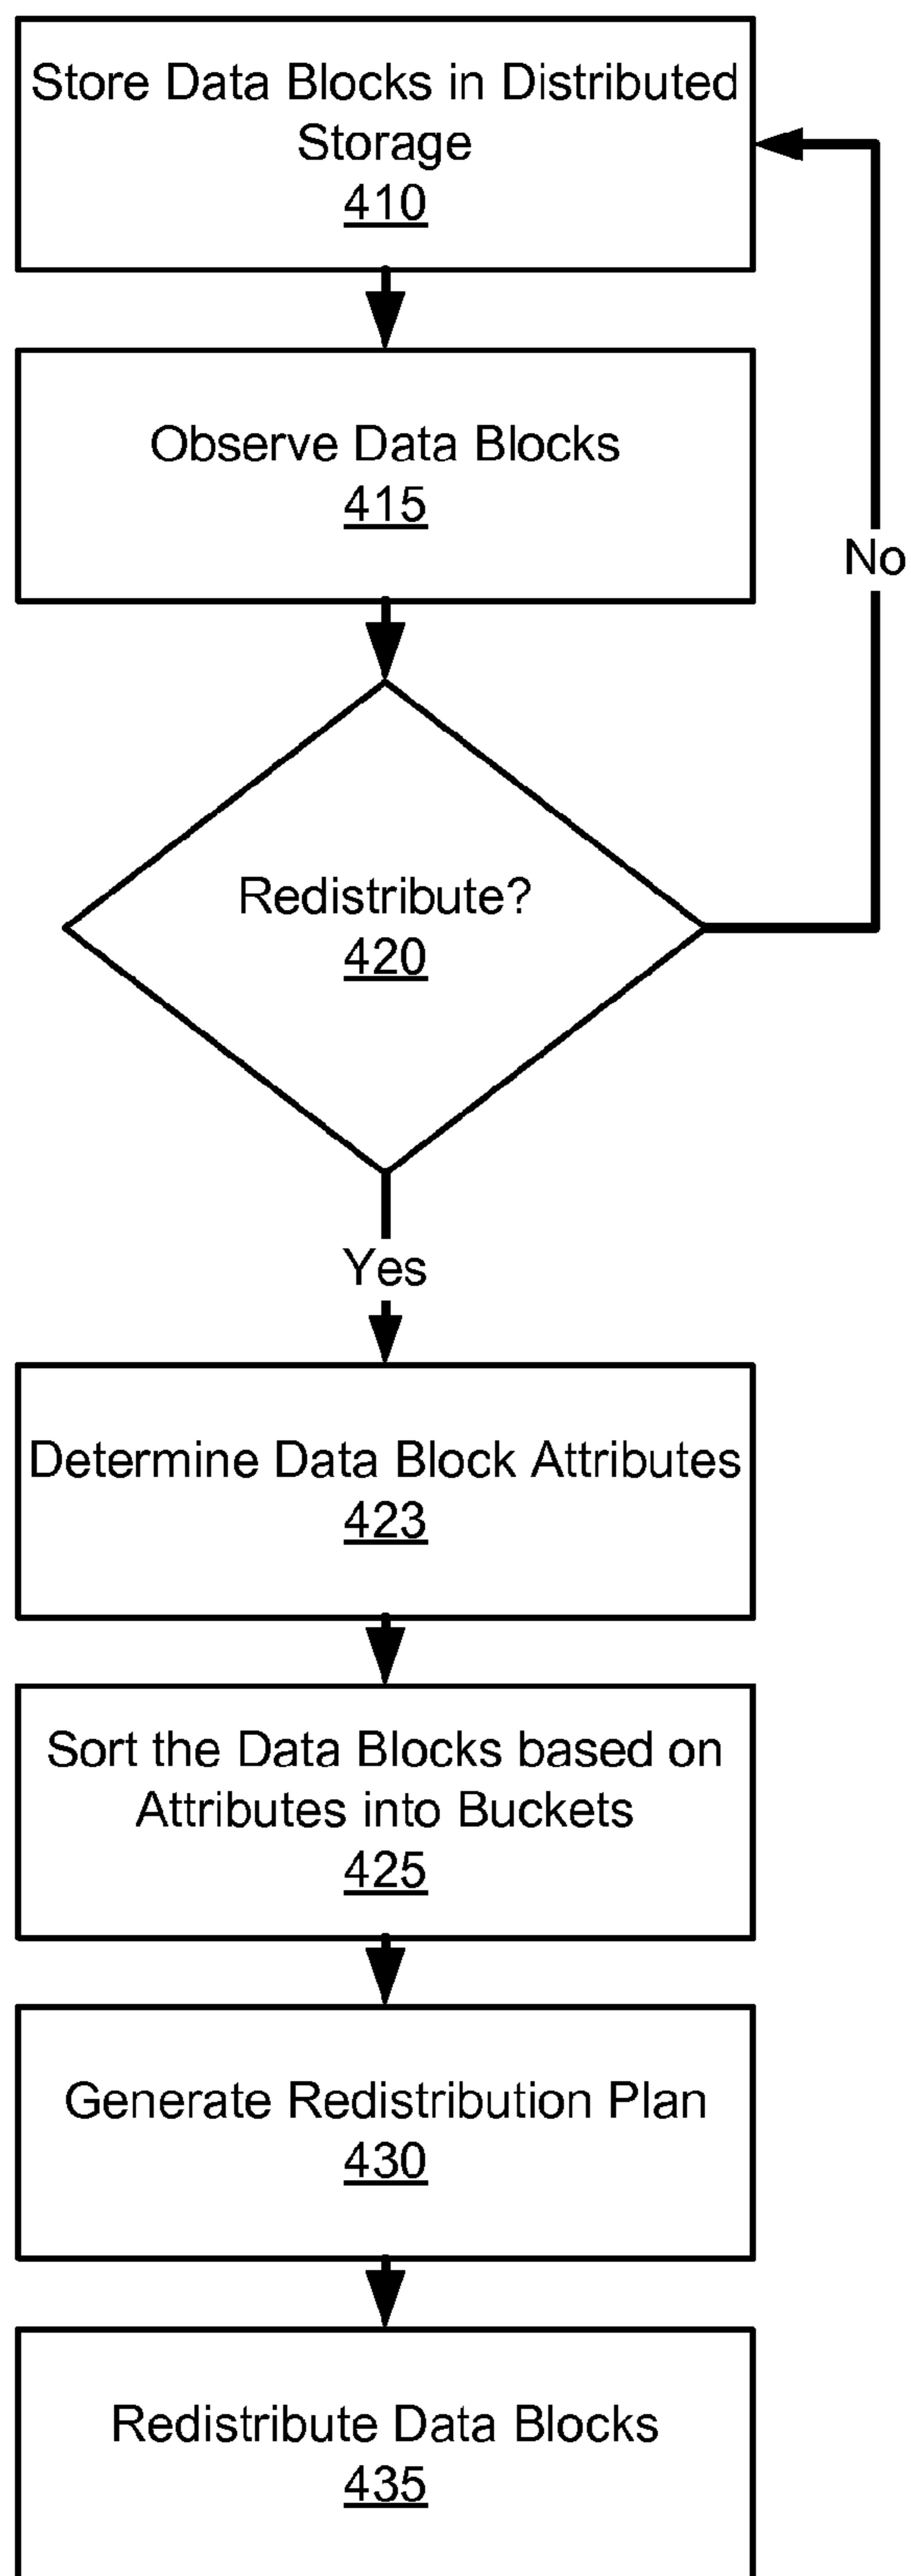 Store Data Blocks in Distributed
Storage
410
Observe Data Blocks
415
No
Redistribute?
420
Yes
Determine Data Block Attributes
423
Sort the Data Blocks based on
Attributes into Buckets
425
Generate Redistribution Plan
430
Redistribute Data Blocks
435